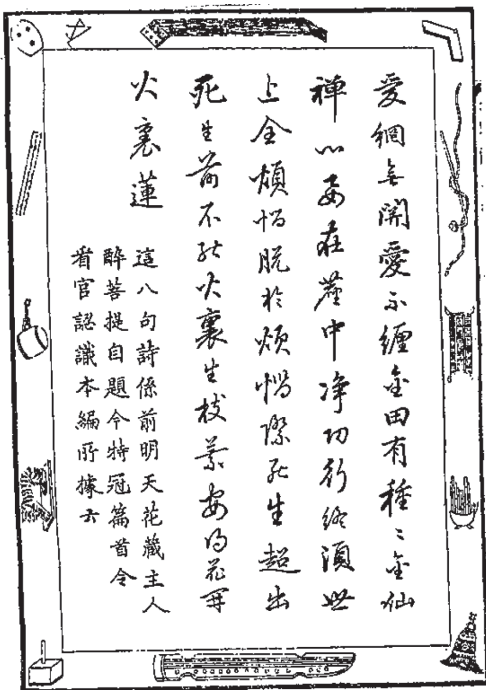 愛網無關愛不纏金田有種〻金仙
禪心要在塵中淨功行終須世
上全煩惱脫於煩惱際死生超出
死生前不能火裏生枝葉安得花開
火裏蓮
這八句詩係前明天花藏主人
醉菩提自題今特冠篇首令
看官認識本編所據云